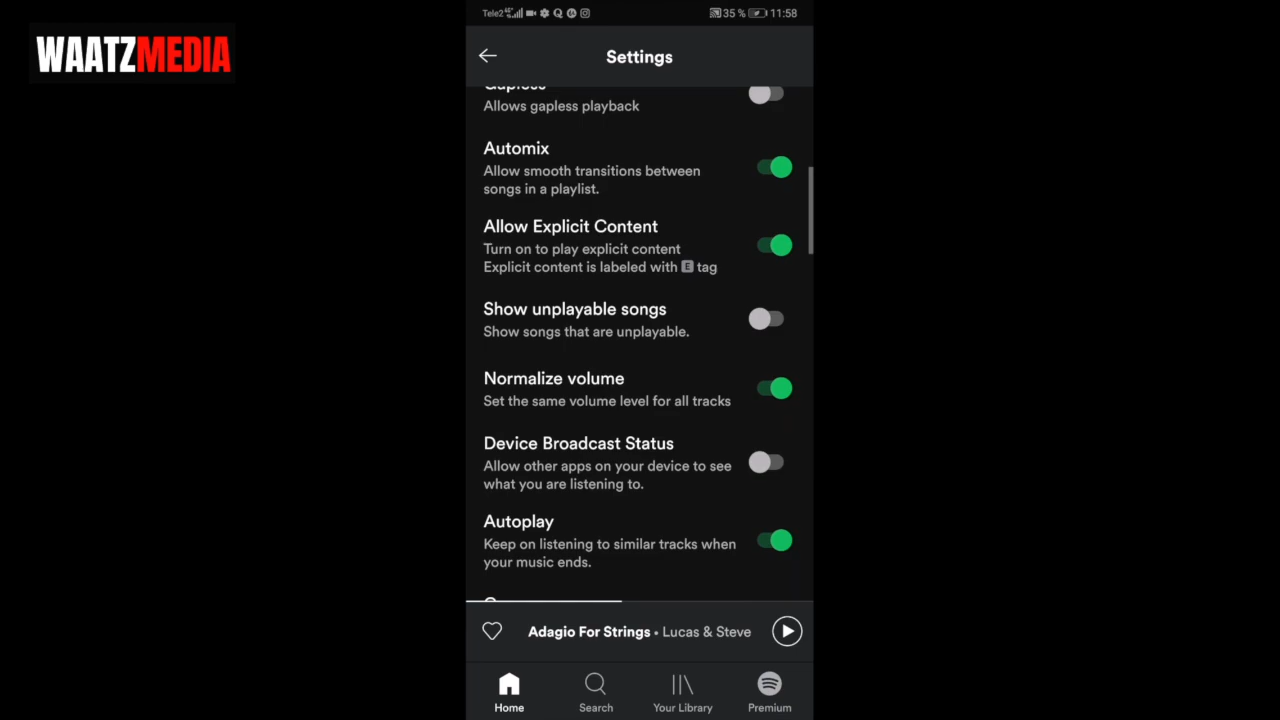 WAATZMEDIA
Tele2 35 % 11:58
Settings
Gapless
Allows gapless playback
Automix
Allow smooth transitions between
songs in a playlist.
Allow Explicit Content
Turn on to play explicit content
Explicit content is labeled with E tag
Show unplayable songs
Show songs that are unplayable.
Normalize volume
Set the same volume level for all tracks
Device Broadcast Status
Allow other apps on your device to see
what you are listening to.
Autoplay
Keep on listening to similar tracks when
your music ends.
Adagio For Strings • Lucas & Steve
Home Search Your Library Premium